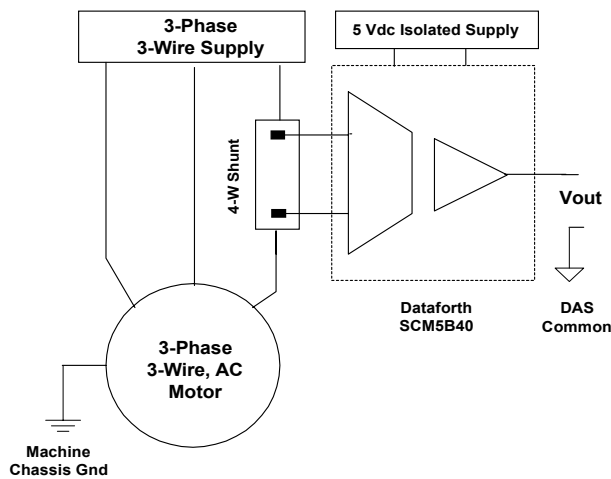 3-Phase
3-Wire Supply
5 Vdc Isolated Supply
4-W Shunt
Vout
Dataforth
SCM5B40
DAS
Common
3-Phase
3-Wire, AC
Motor
Machine
Chassis Gnd